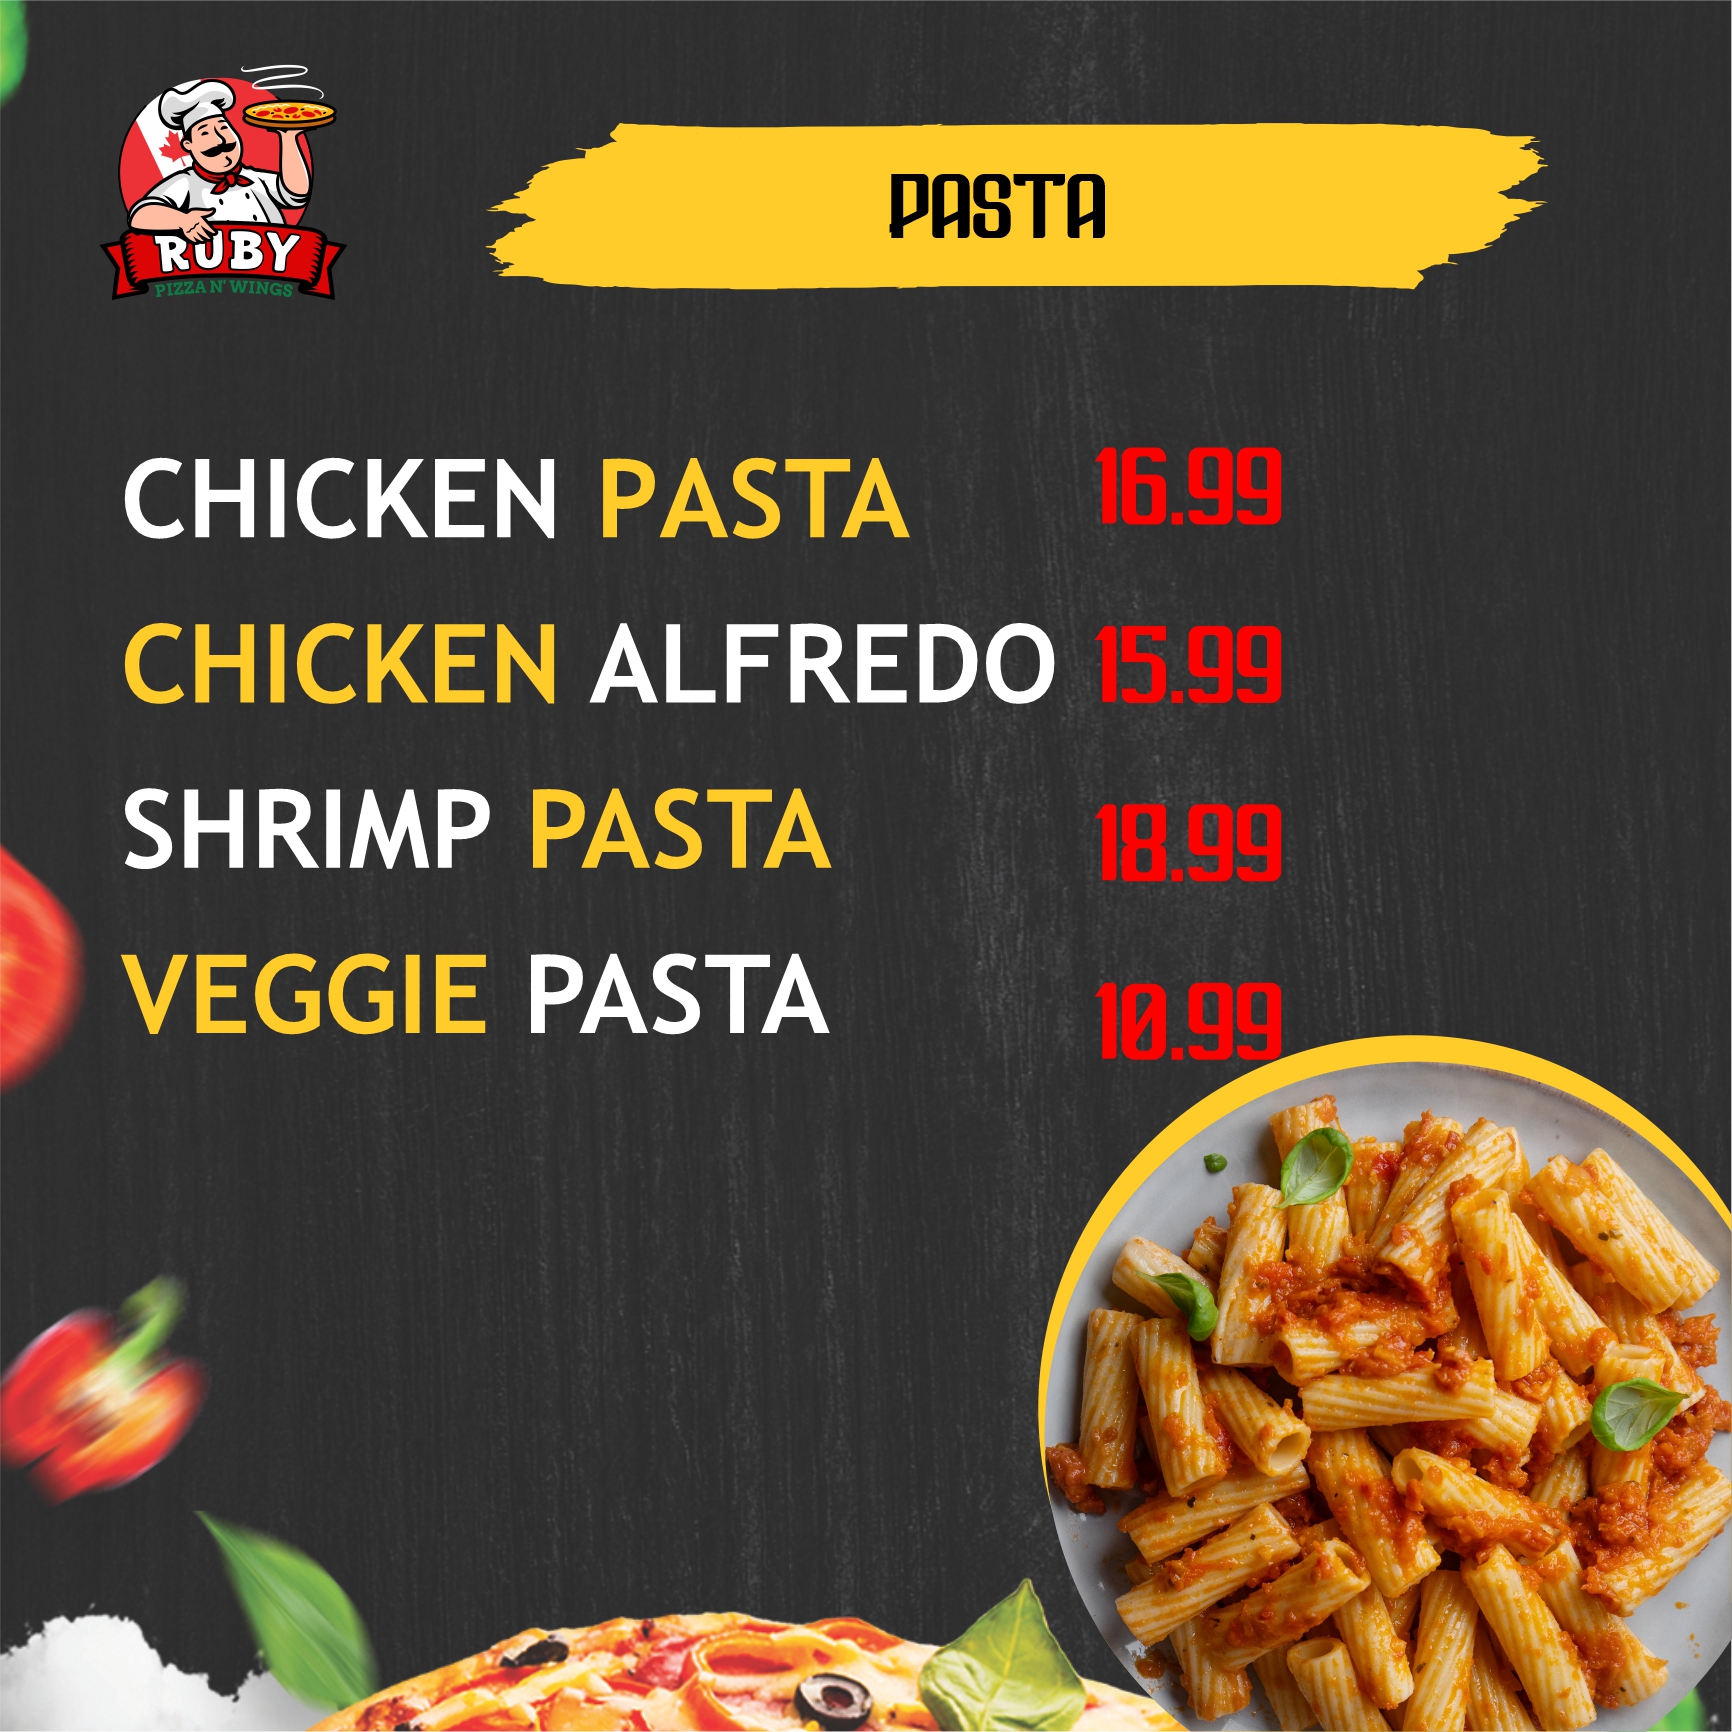 RUBY
PIZZA N' WINGS
PASTA
CHICKEN PASTA 16.99
CHICKEN ALFREDO 15.99
SHRIMP PASTA 18.99
VEGGIE PASTA 10.99